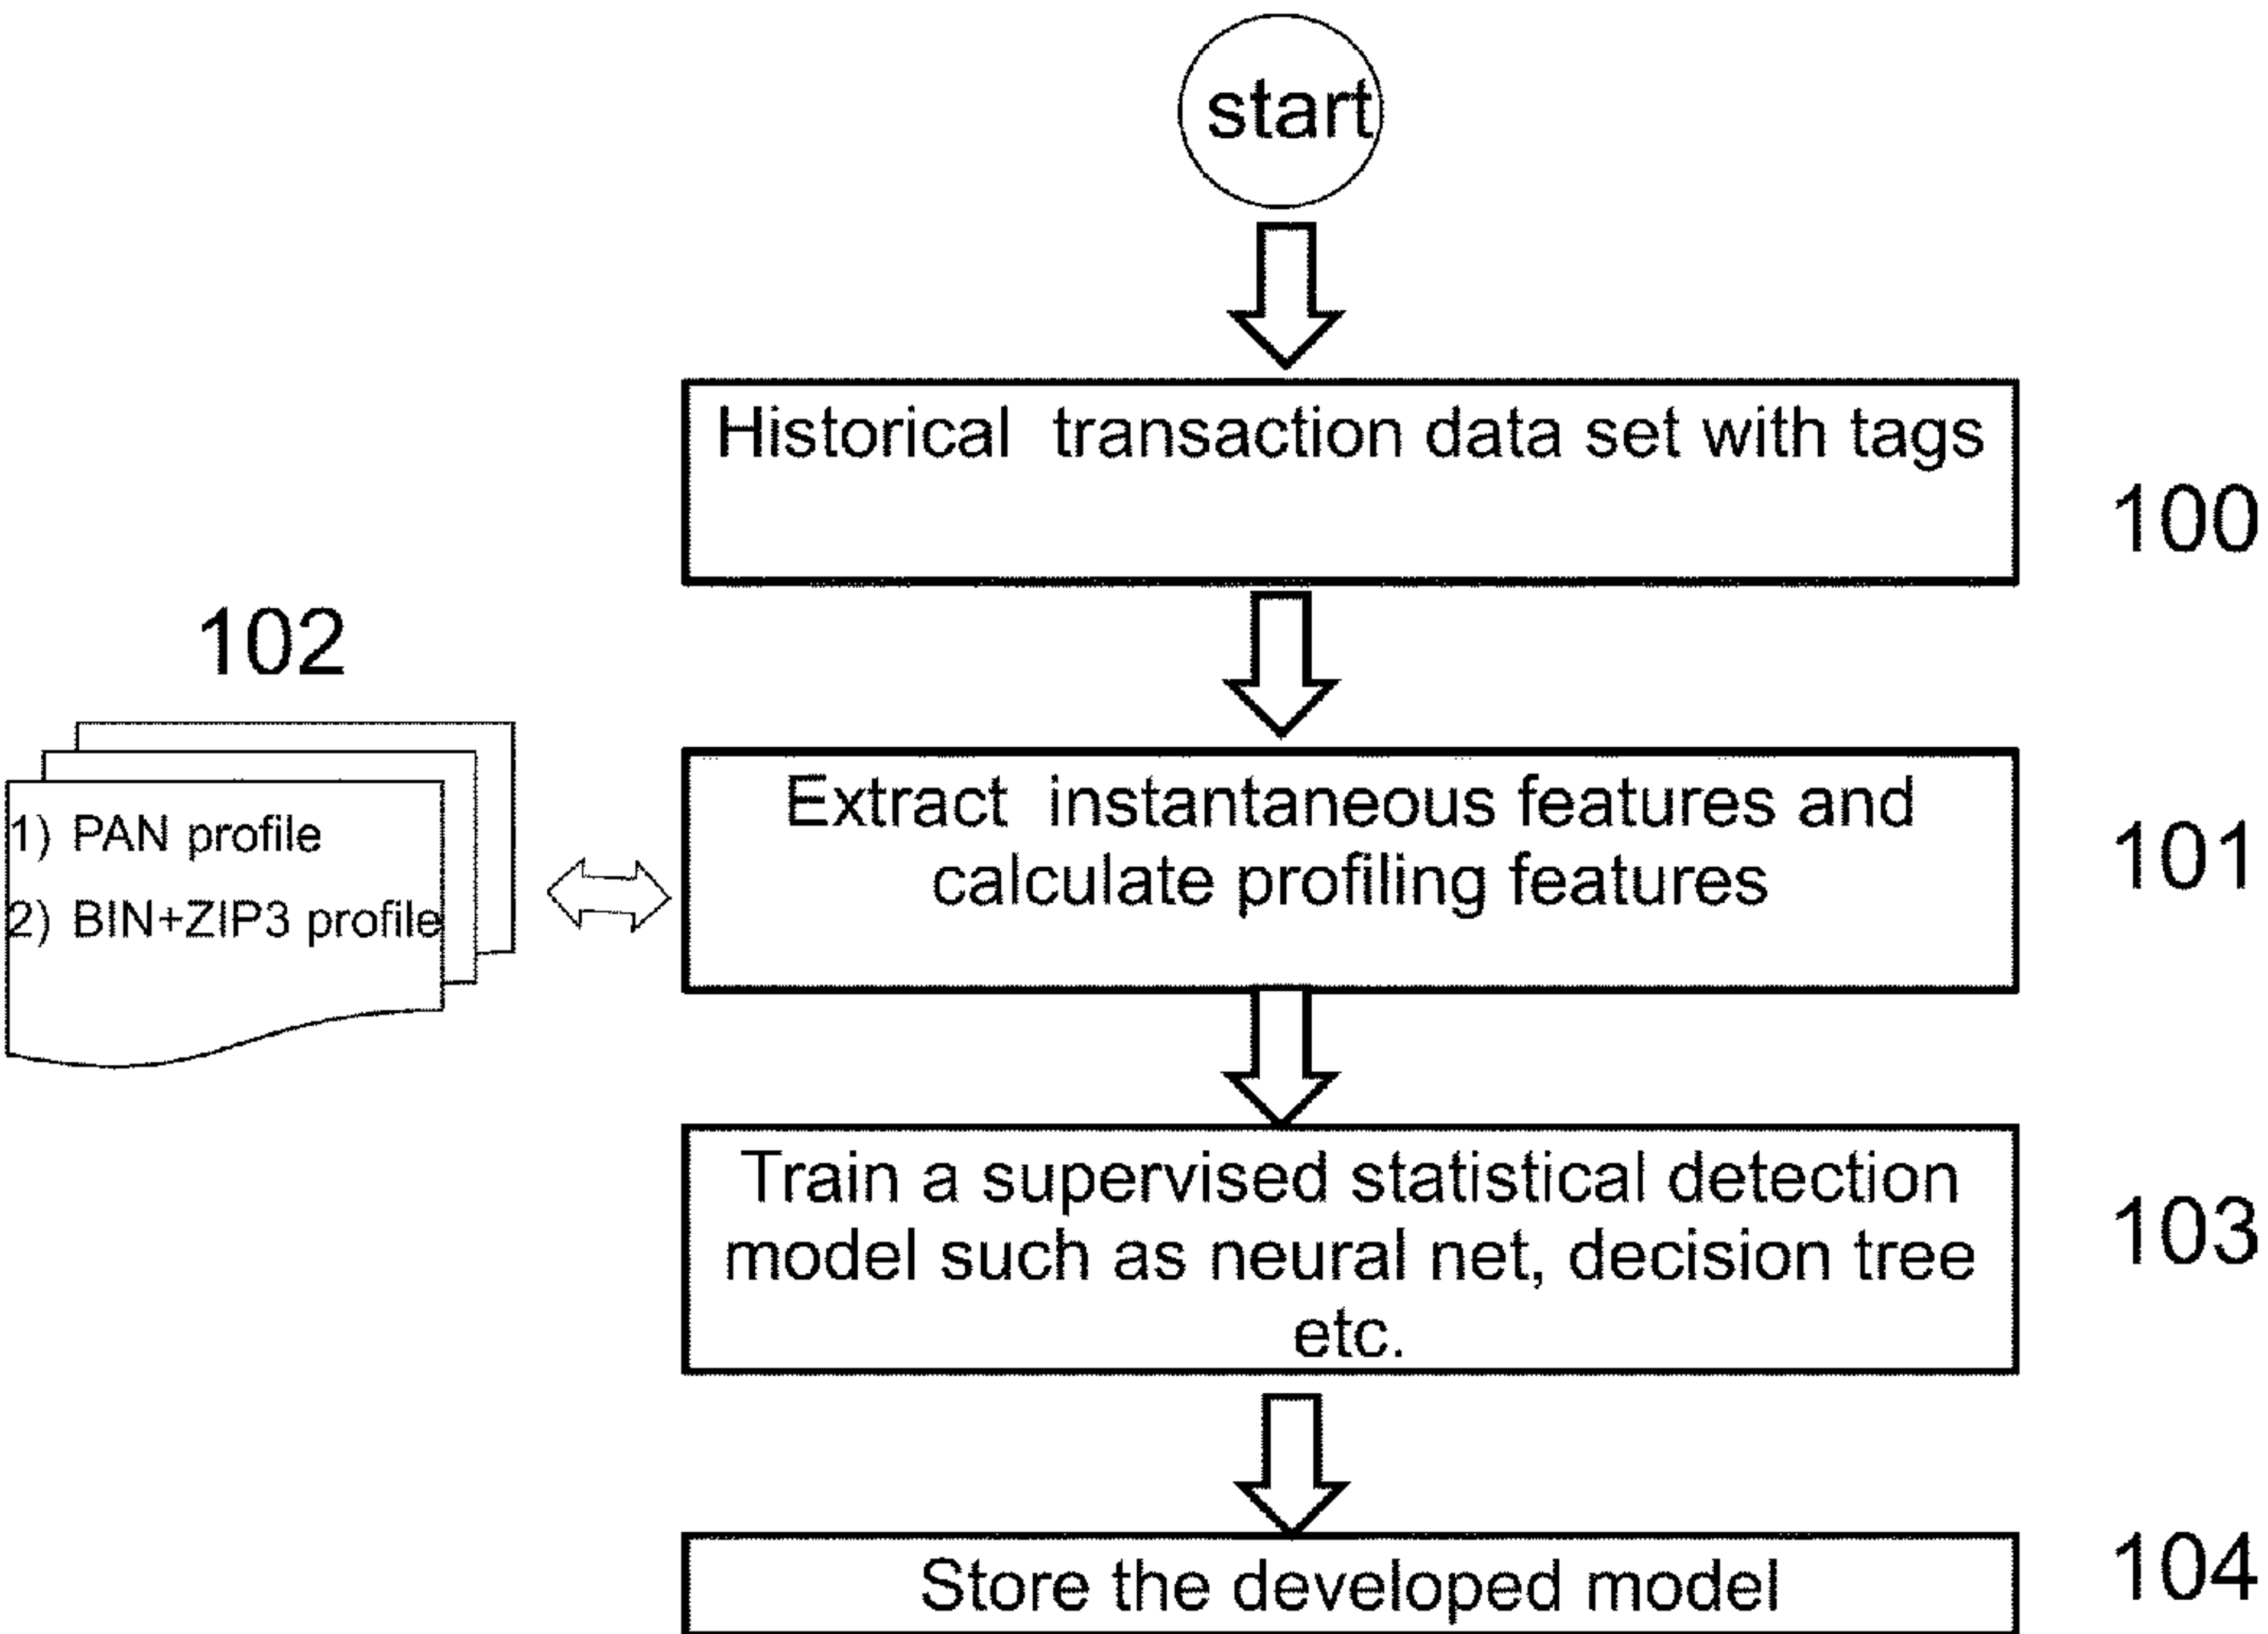 start
Historical transaction data set with tags
100
102
1) PAN profile
2) BIN+ZIP3 profile
Extract instantaneous features and
calculate profiling features
101
Train a supervised statistical detection
model such as neural net, decision tree
etc.
103
Store the developed model
104